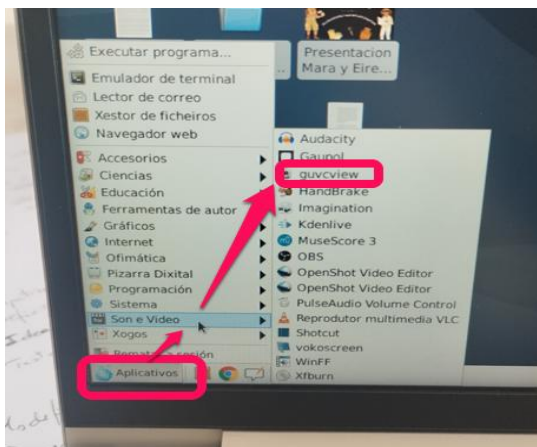 Executar programa...
Emulador de terminal
Lector de correo
Xestor de ficheiros
Navegador web
Accesorios
Ciencias
Educación
Ferramentas de autor
Gráficos
Internet
Ofimática
Pizarra Dixital
Programación
Sistema
Son e Video
Xogos
Rematar a sesión
Aplicativos
Presentacion
Mara y Eire...
Audacity
Gaupol
guvcview
HandBrake
Imagination
Kdenlive
MuseScore 3
OBS
OpenShot Video Editor
OpenShot Video Editor
PulseAudio Volume Control
Reprodutor multimedia VLC
Shotcut
vokoscreen
WinFF
Xfburn